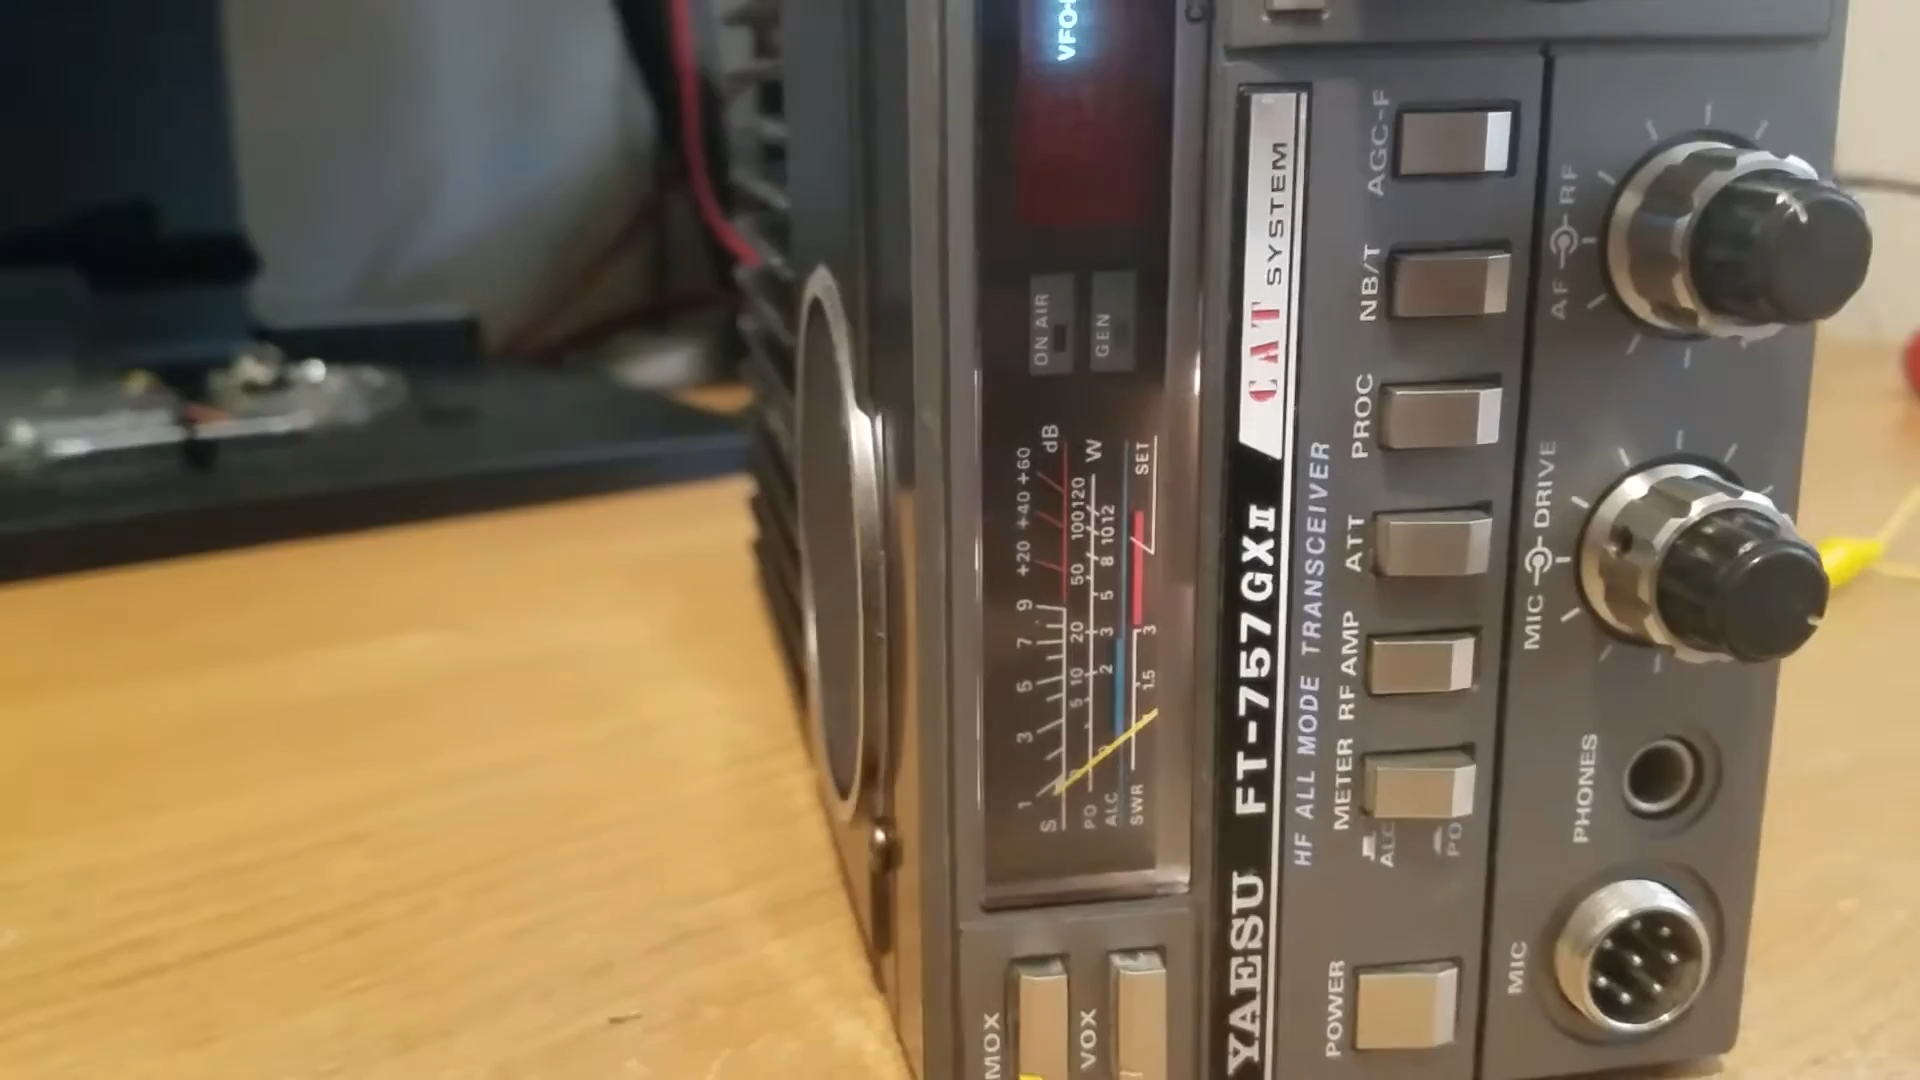 VFO-
ON AIR
GEN
S 1 3 5 7 9 +20 +40 +60 dB
PO 5 10 20 50 100 120 W
ALC 0 2 3 5 8 10 12
SWR 1 1.5 3 SET
MOX
VOX
YAESU FT-757GXII CAT SYSTEM
HF ALL MODE TRANSCEIVER
POWER
METER
ALC
PO
RF AMP
ATT
PROC
NB/T
AGC-F
MIC
PHONES
MIC DRIVE
AF RF